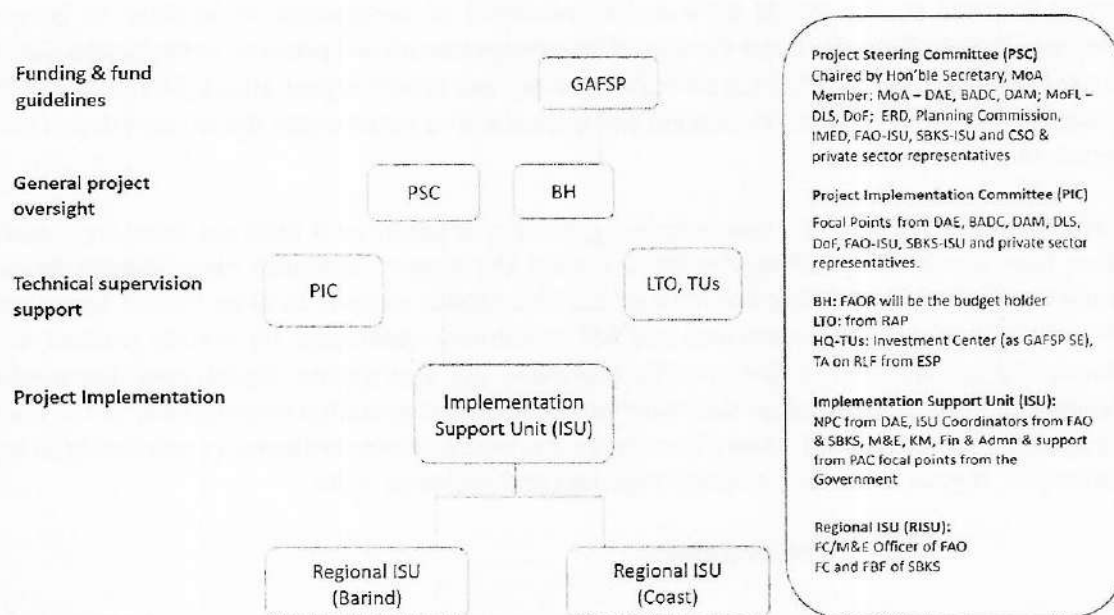 Funding & fund
guidelines
GAFSP
General project
oversight
PSC
BH
Technical supervision
support
PIC
LTO, TUs
Project Implementation
Implementation
Support Unit (ISU)
Regional ISU
(Barind)
Regional ISU
(Coast)
Project Steering Committee (PSC)
Chaired by Hon'ble Secretary, MoA
Member: MoA – DAE, BADC, DAM; MoFL –
DLS, DoF; ERD, Planning Commission,
IMED, FAO-ISU, SBKS-ISU and CSO &
private sector representatives
Project Implementation Committee (PIC)
Focal Points from DAE, BADC, DAM, DLS,
DoF, FAO-ISU, SBKS-ISU and private sector
representatives.
BH: FAOR will be the budget holder
LTO: from RAP
HQ-TUs: Investment Center (as GAFSP SE),
TA on RLF from ESP
Implementation Support Unit (ISU):
NPC from DAE, ISU Coordinators from FAO
& SBKS, M&E, KM, Fin & Admn & support
from PAC focal points from the
Government
Regional ISU (RISU):
FC/M&E Officer of FAO
FC and FBF of SBKS